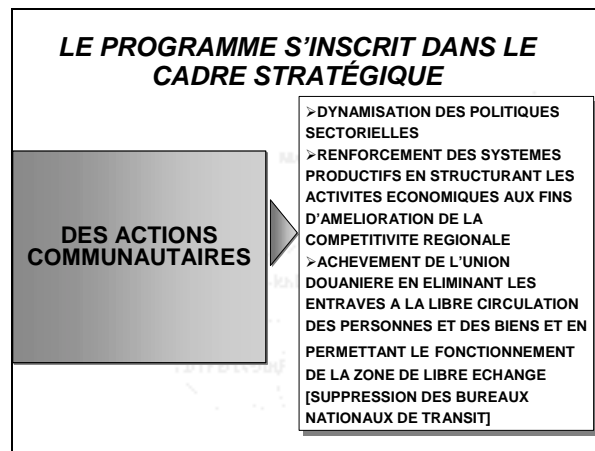 LE PROGRAMME S’INSCRIT DANS LE
CADRE STRATÉGIQUE
DES ACTIONS
COMMUNAUTAIRES
➢DYNAMISATION DES POLITIQUES
SECTORIELLES
➢RENFORCEMENT DES SYSTEMES
PRODUCTIFS EN STRUCTURANT LES
ACTIVITES ECONOMIQUES AUX FINS
D’AMELIORATION DE LA
COMPETITIVITE REGIONALE
➢ACHEVEMENT DE L’UNION
DOUANIERE EN ELIMINANT LES
ENTRAVES A LA LIBRE CIRCULATION
DES PERSONNES ET DES BIENS ET EN
PERMETTANT LE FONCTIONNEMENT
DE LA ZONE DE LIBRE ECHANGE
[SUPPRESSION DES BUREAUX
NATIONAUX DE TRANSIT]